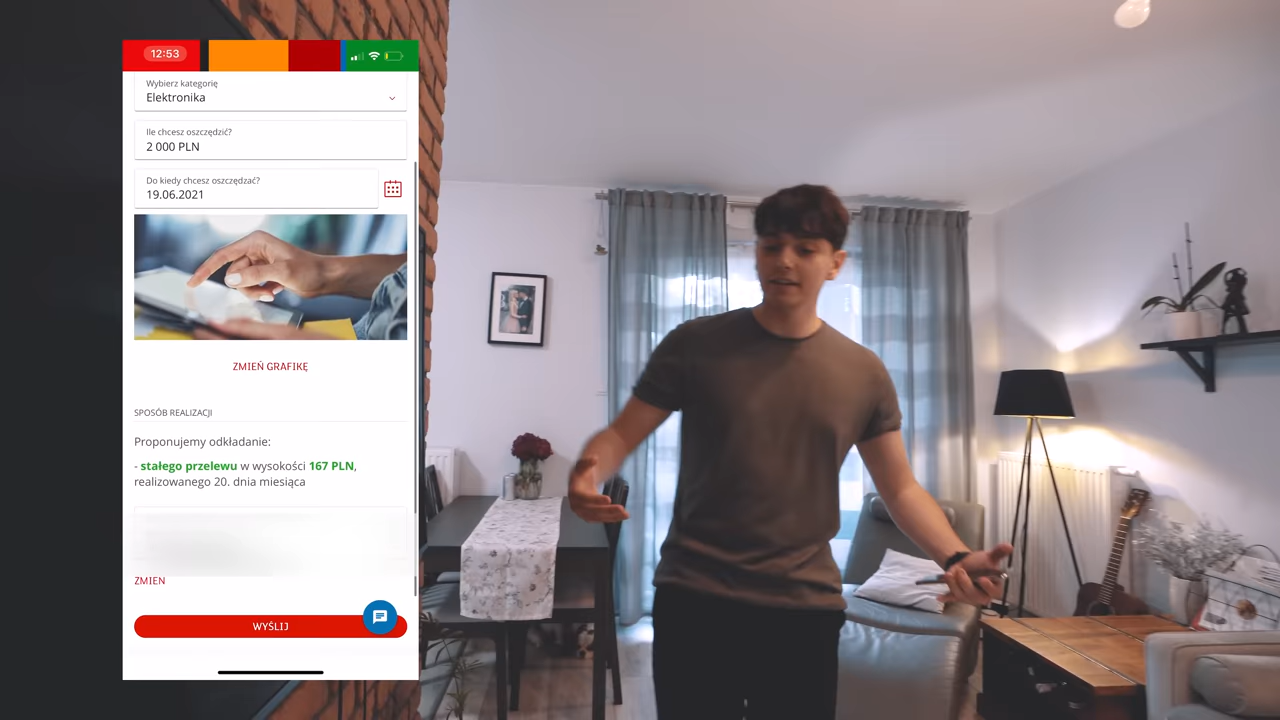 12:53
Wybierz kategorię
Elektronika
Ile chcesz oszczędzić?
2 000 PLN
Do kiedy chcesz oszczędzać?
19.06.2021
ZMIEŃ GRAFIKĘ
SPOSÓB REALIZACJI
Proponujemy odkładanie:
- stałego przelewu w wysokości 167 PLN,
realizowanego 20. dnia miesiąca
ZMIEN
WYŚLIJ